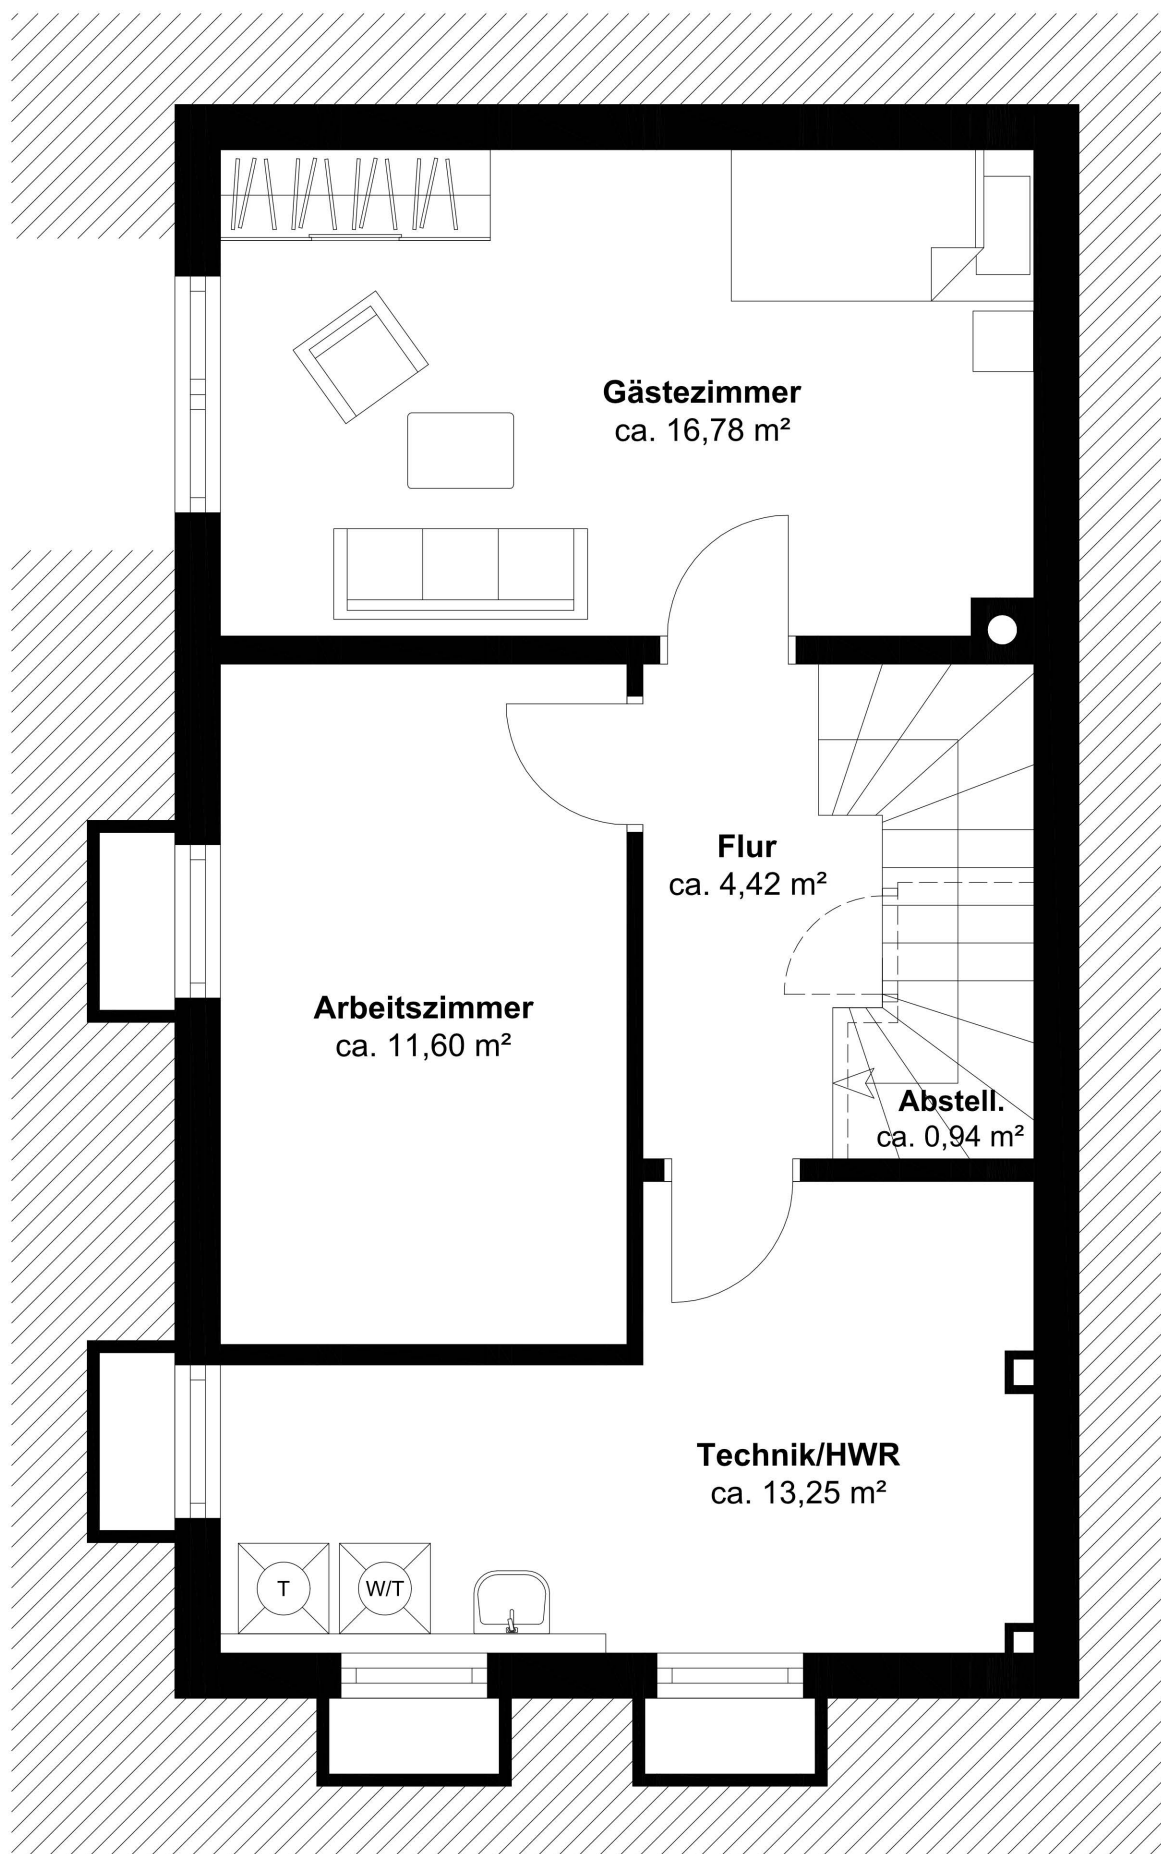 Gästezimmer
ca. 16,78 m²
Flur
ca. 4,42 m²
Arbeitszimmer
ca. 11,60 m²
Abstell.
ca. 0,94 m²
Technik/HWR
ca. 13,25 m²
T
W/T